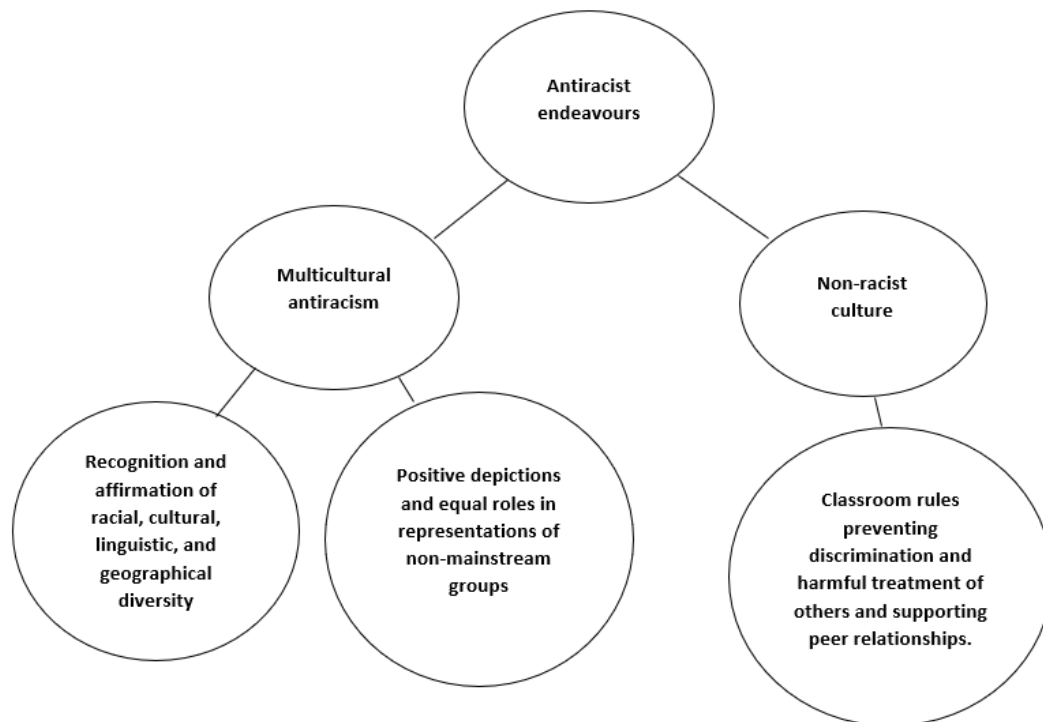 Antiracist
endeavours
Multicultural
antiracism
Non-racist
culture
Recognition and
affirmation of
racial, cultural,
linguistic, and
geographical
diversity
Positive depictions
and equal roles in
representations of
non-mainstream
groups
Classroom rules
preventing
discrimination and
harmful treatment of
others and supporting
peer relationships.